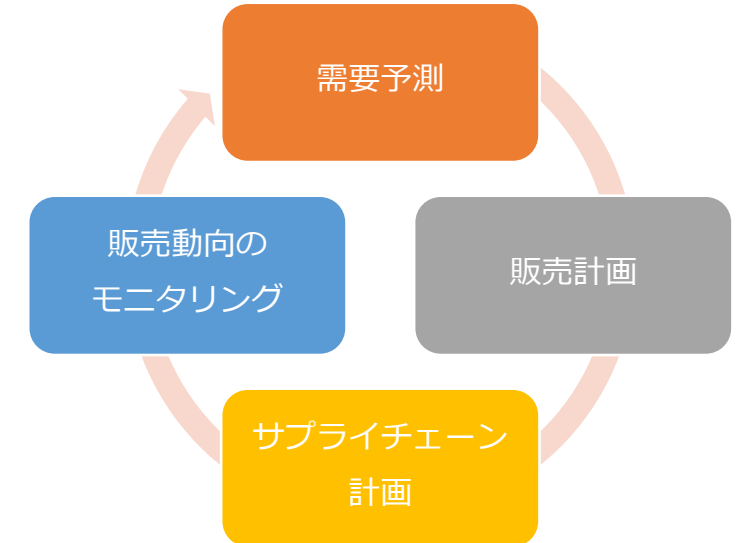 需要予測
販売計画
サプライチェーン
計画
販売動向の
モニタリング